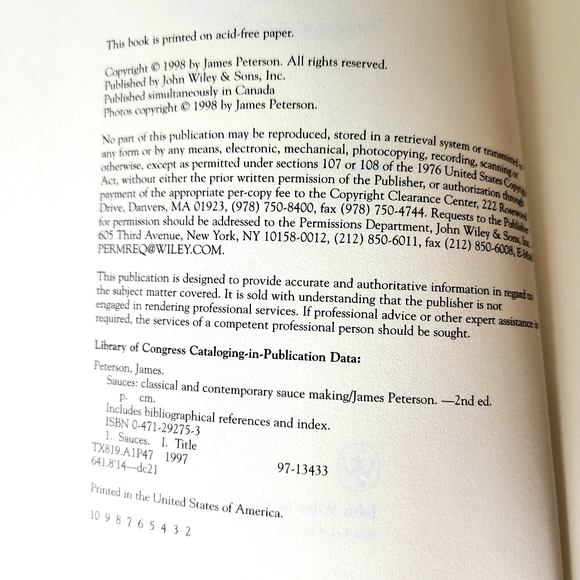 This book is printed on acid-free paper.
Copyright © 1998 by James Peterson. All rights reserved.
Published by John Wiley & Sons, Inc.
Published simultaneously in Canada
Photos copyright © 1998 by James Peterson.
No part of this publication may be reproduced, stored in a retrieval system or transmitted in
any form or by any means, electronic, mechanical, photocopying, recording, scanning or
otherwise, except as permitted under sections 107 or 108 of the 1976 United States Copyright
Act, without either the prior written permission of the Publisher, or authorization through
payment of the appropriate per-copy fee to the Copyright Clearance Center, 222 Rosewood
Drive, Danvers, MA 01923, (978) 750-8400, fax (978) 750-4744. Requests to the Publisher
for permission should be addressed to the Permissions Department, John Wiley & Sons, Inc.,
605 Third Avenue, New York, NY 10158-0012, (212) 850-6011, fax (212) 850-6008, E-Mail:
PERMREQ@WILEY.COM.
This publication is designed to provide accurate and authoritative information in regard to
the subject matter covered. It is sold with understanding that the publisher is not
engaged in rendering professional services. If professional advice or other expert assistance is
required, the services of a competent professional person should be sought.
Library of Congress Cataloging-in-Publication Data:
Peterson, James.
Sauces: classical and contemporary sauce making/James Peterson. —2nd ed.
p. cm.
Includes bibliographical references and index.
ISBN 0-471-29275-3
1. Sauces. I. Title
TX819.A1P47 1997
641.8'14—dc21 97-13433
Printed in the United States of America.
10 9 8 7 6 5 4 3 2